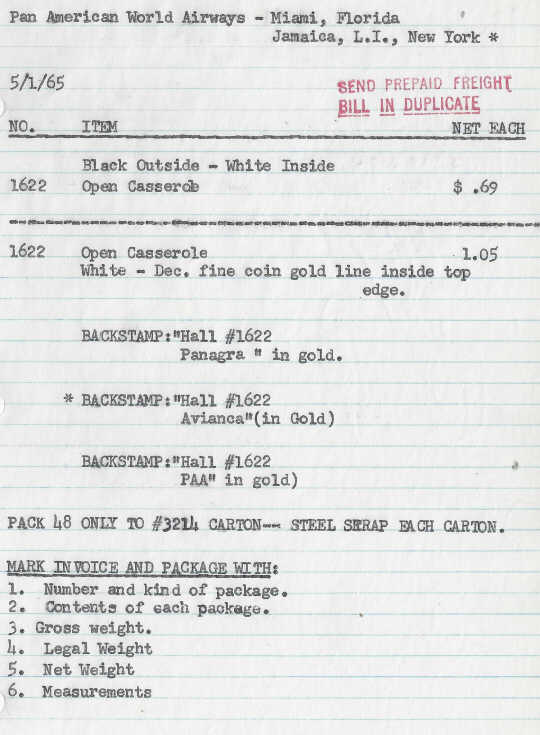 Pan American World Airways - Miami, Florida
Jamaica, L.I., New York *
5/1/65
SEND PREPAID FREIGHT
BILL IN DUPLICATE
NO. ITEM NET EACH
Black Outside - White Inside
1622 Open Casserole $ .69
1622 Open Casserole 1.05
White - Dec. fine coin gold line inside top
edge.
BACKSTAMP:"Hall #1622
Panagra " in gold.
* BACKSTAMP:"Hall #1622
Avianca"(in Gold)
BACKSTAMP:"Hall #1622
PAA" in gold)
PACK 48 ONLY TO #3214 CARTON-- STEEL STRAP EACH CARTON.
MARK INVOICE AND PACKAGE WITH:
1. Number and kind of package.
2. Contents of each package.
3. Gross weight.
4. Legal Weight
5. Net Weight
6. Measurements